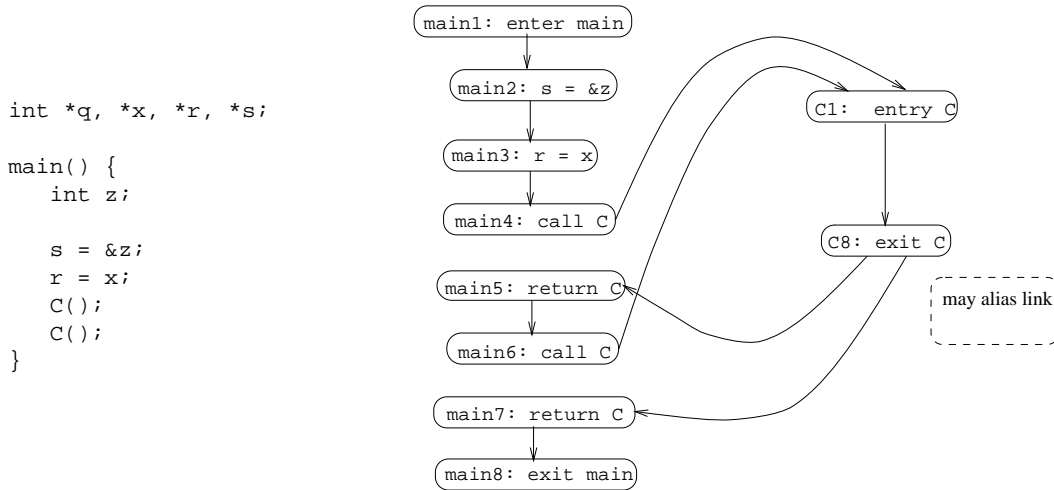 int *q, *x, *r, *s;
main() {
int z;
s = &z;
r = x;
C();
C();
}
main1: enter main
main2: s = &z
main3: r = x
main4: call C
main5: return C
main6: call C
main7: return C
main8: exit main
C1: entry C
C8: exit C
may alias link